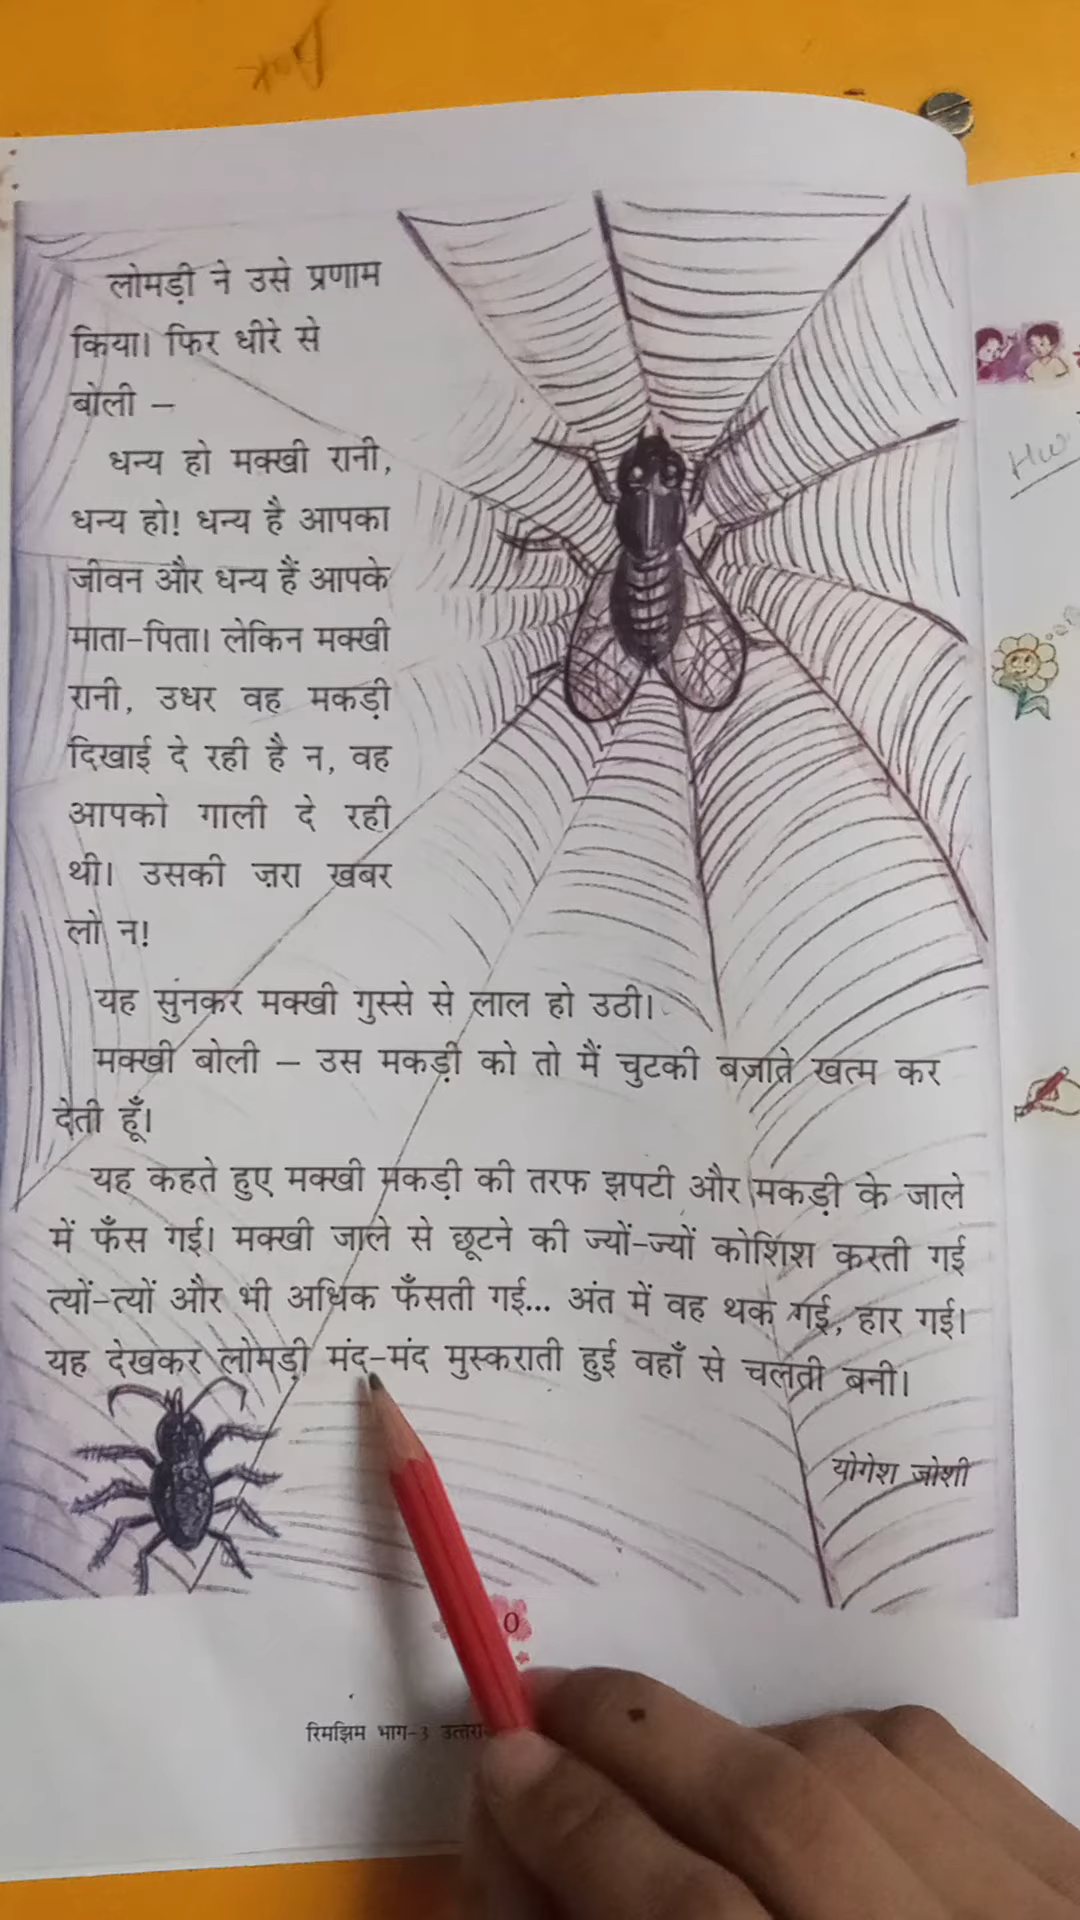 लोमड़ी ने उसे प्रणाम
किया। फिर धीरे से
बोली –
धन्य हो मक्खी रानी,
धन्य हो! धन्य है आपका
जीवन और धन्य हैं आपके
माता-पिता। लेकिन मक्खी
रानी, उधर वह मकड़ी
दिखाई दे रही है न, वह
आपको गाली दे रही
थी। उसकी ज़रा खबर
लो न!
यह सुनकर मक्खी गुस्से से लाल हो उठी।
मक्खी बोली – उस मकड़ी को तो मैं चुटकी बजाते खत्म कर
देती हूँ।
यह कहते हुए मक्खी मकड़ी की तरफ झपटी और मकड़ी के जाले
में फँस गई। मक्खी जाले से छूटने की ज्यों-ज्यों कोशिश करती गई
त्यों-त्यों और भी अधिक फँसती गई... अंत में वह थक गई, हार गई।
यह देखकर लोमड़ी मंद-मंद मुस्कराती हुई वहाँ से चलती बनी।
योगेश जोशी
0
रिमझिम भाग-3
HW